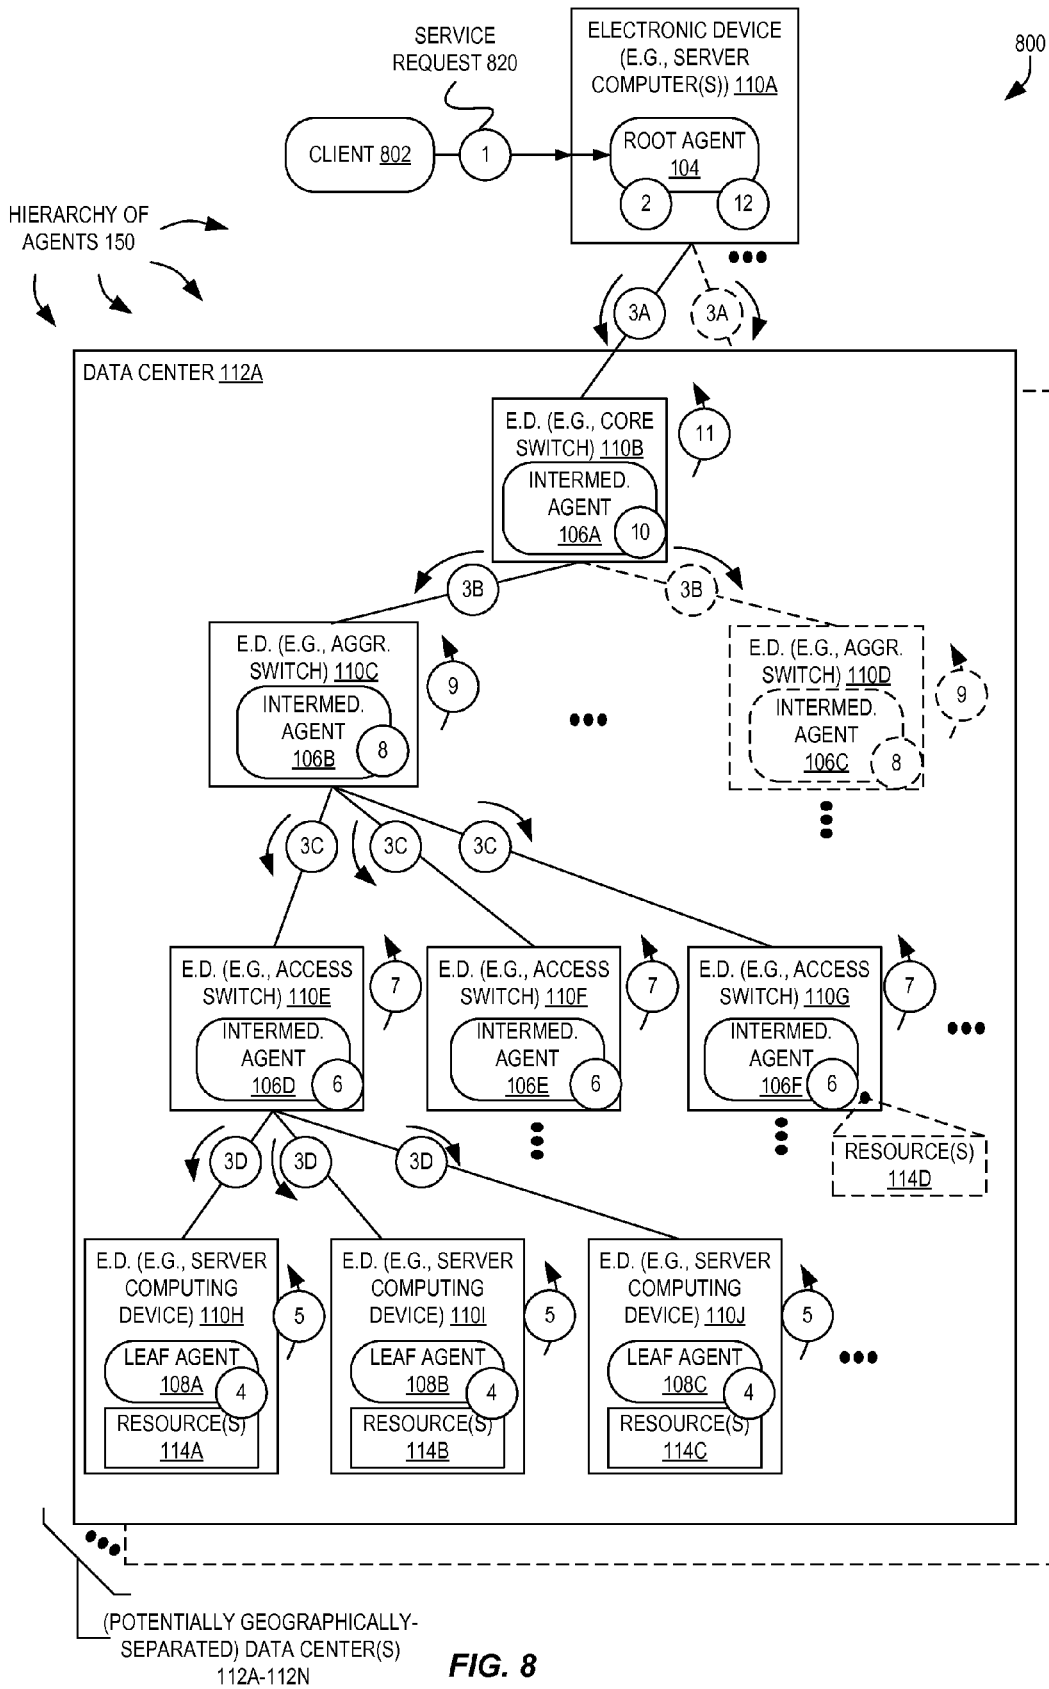 SERVICE
REQUEST 820
ELECTRONIC DEVICE
(E.G., SERVER
COMPUTER(S)) 110A
800
CLIENT 802
1
ROOT AGENT
104
2
12
HIERARCHY OF
AGENTS 150
3A
3A
DATA CENTER 112A
E.D. (E.G., CORE
SWITCH) 110B
INTERMED.
AGENT
106A
10
11
3B
3B
E.D. (E.G., AGGR.
SWITCH) 110C
INTERMED.
AGENT
106B
8
9
E.D. (E.G., AGGR.
SWITCH) 110D
INTERMED.
AGENT
106C
8
9
3C
3C
3C
E.D. (E.G., ACCESS
SWITCH) 110E
INTERMED.
AGENT
106D
6
7
E.D. (E.G., ACCESS
SWITCH) 110F
INTERMED.
AGENT
106E
6
7
E.D. (E.G., ACCESS
SWITCH) 110G
INTERMED.
AGENT
106F
6
7
RESOURCE(S)
114D
3D
3D
3D
E.D. (E.G., SERVER
COMPUTING
DEVICE) 110H
LEAF AGENT
108A
4
RESOURCE(S)
114A
5
E.D. (E.G., SERVER
COMPUTING
DEVICE) 110I
LEAF AGENT
108B
4
RESOURCE(S)
114B
5
E.D. (E.G., SERVER
COMPUTING
DEVICE) 110J
LEAF AGENT
108C
4
RESOURCE(S)
114C
5
(POTENTIALLY GEOGRAPHICALLY-
SEPARATED) DATA CENTER(S)
112A-112N
FIG. 8